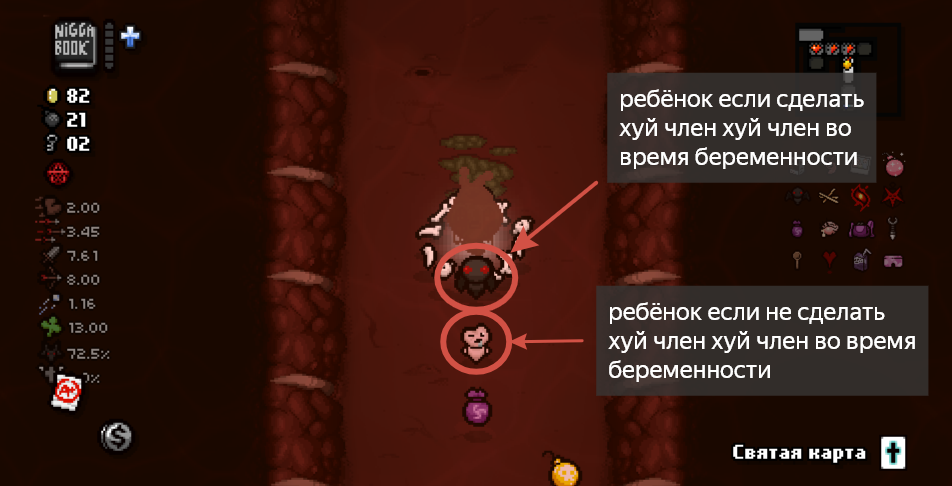 NiGGA
BOOK
82
21
02
2.00
3.45
7.61
8.00
1.16
13.00
72.5%
A+
ребёнок если сделать
хуй член хуй член во
время беременности
ребёнок если не сделать
хуй член хуй член во время
беременности
Святая карта